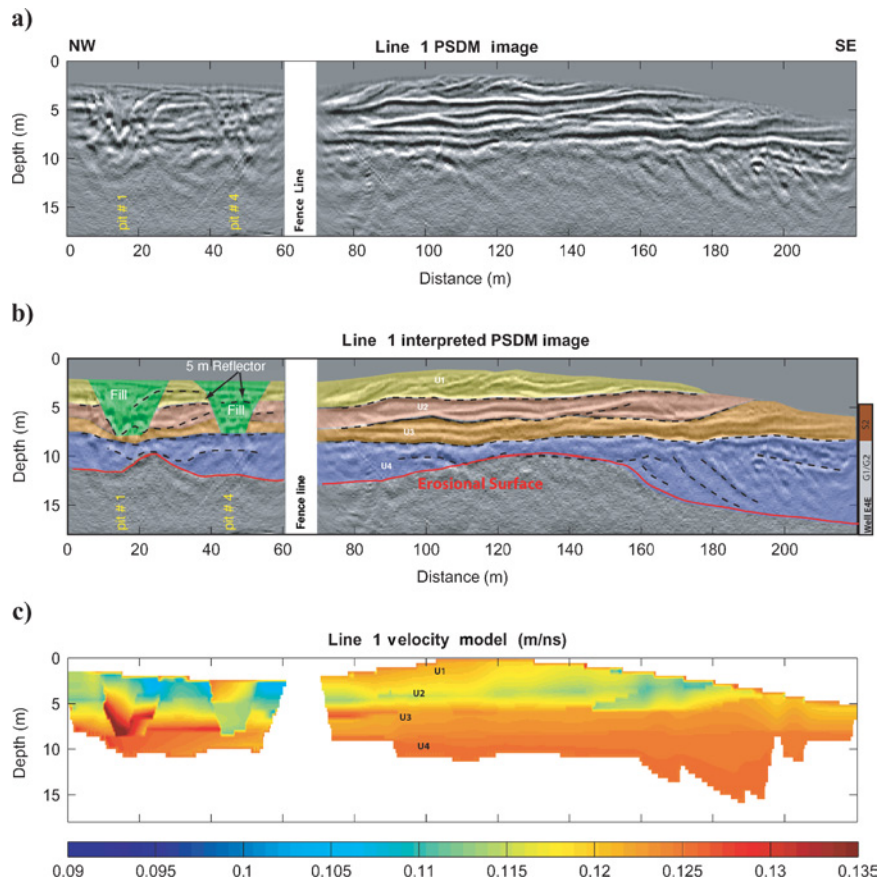 a)
NW Line 1 PSDM image SE
0 5 10 15
Depth (m)
pit # 1
pit # 4
Fence Line
0 20 40 60 80 100 120 140 160 180 200
Distance (m)
b)
Line 1 interpreted PSDM image
0 5 10 15
Depth (m)
5 m Reflector
Fill
Fill
U1
U2
U3
U4
Erosional Surface
pit # 1
pit # 4
Fence line
S2
G1/G2
Well E4E
0 20 40 60 80 100 120 140 160 180 200
Distance (m)
c)
Line 1 velocity model (m/ns)
0 5 10 15
Depth (m)
U1
U2
U3
U4
0.09 0.095 0.1 0.105 0.11 0.115 0.12 0.125 0.13 0.135